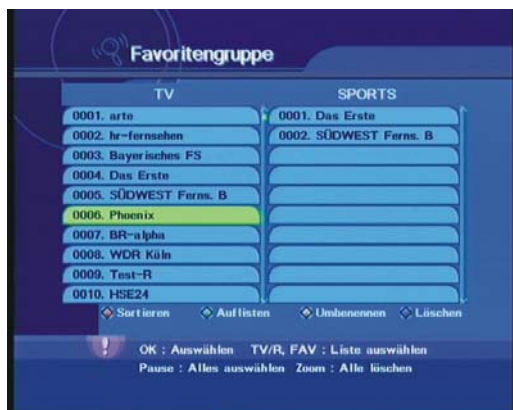 Favoritengruppe
TV
SPORTS
0001. arte
0002. hr-fernsehen
0003. Bayerisches FS
0004. Das Erste
0005. SÜDWEST Ferns. B
0006. Phoenix
0007. BR-alpha
0008. WDR Köln
0009. Test-R
0010. HSE24
0001. Das Erste
0002. SÜDWEST Ferns. B
Sortieren Auflisten Umbenennen Löschen
OK : Auswählen TV/R, FAV : Liste auswählen
Pause : Alles auswählen Zoom : Alle löschen